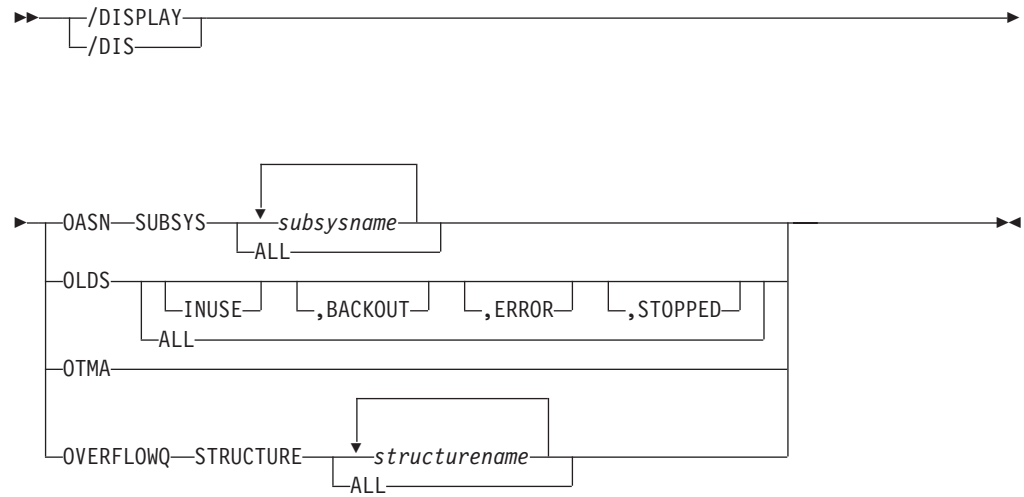 /DISPLAY
/DIS
OASN SUBSYS subsysname
ALL
OLDS
INUSE ,BACKOUT ,ERROR ,STOPPED
ALL
OTMA
OVERFLOWQ STRUCTURE structurename
ALL